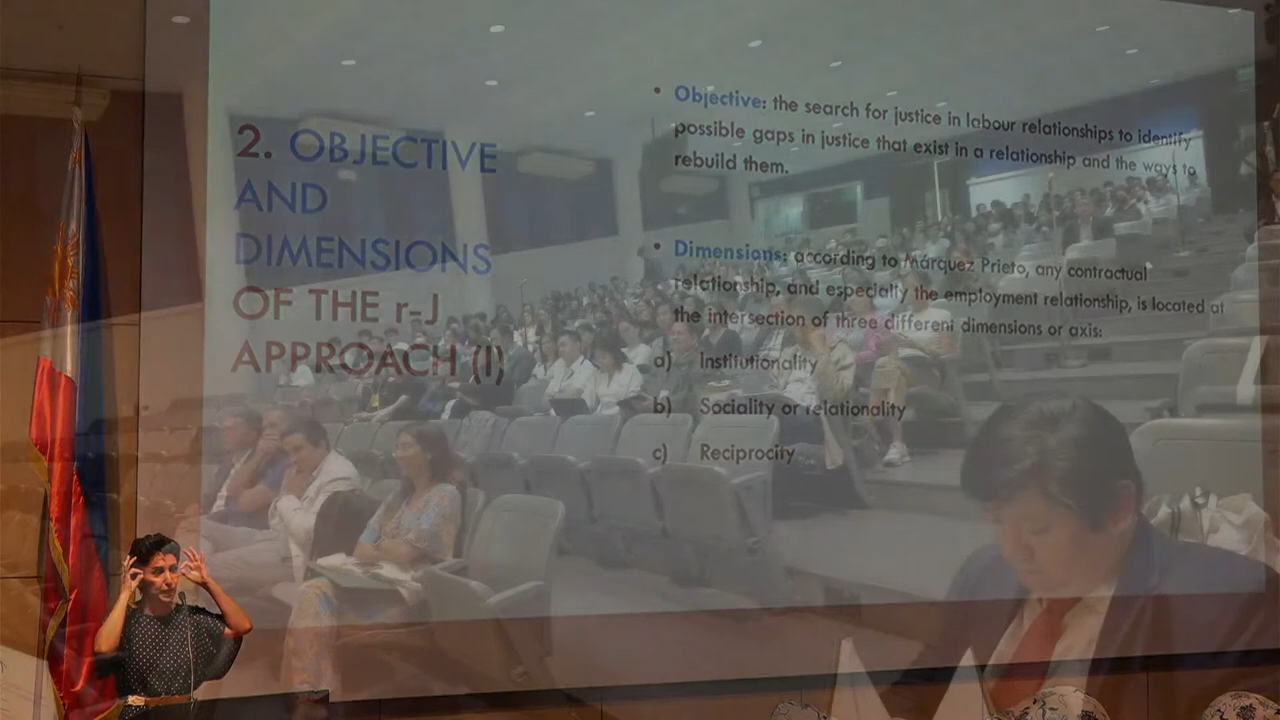 2. OBJECTIVE
AND
DIMENSIONS
OF THE r-J
APPROACH (I)
• Objective: the search for justice in labour relationships to identify
possible gaps in justice that exist in a relationship and the ways to
rebuild them.
• Dimensions: according to Márquez Prieto, any contractual
relationship, and especially the employment relationship, is located at
the intersection of three different dimensions or axis:
a) Institutionality
b) Sociality or relationality
c) Reciprocity